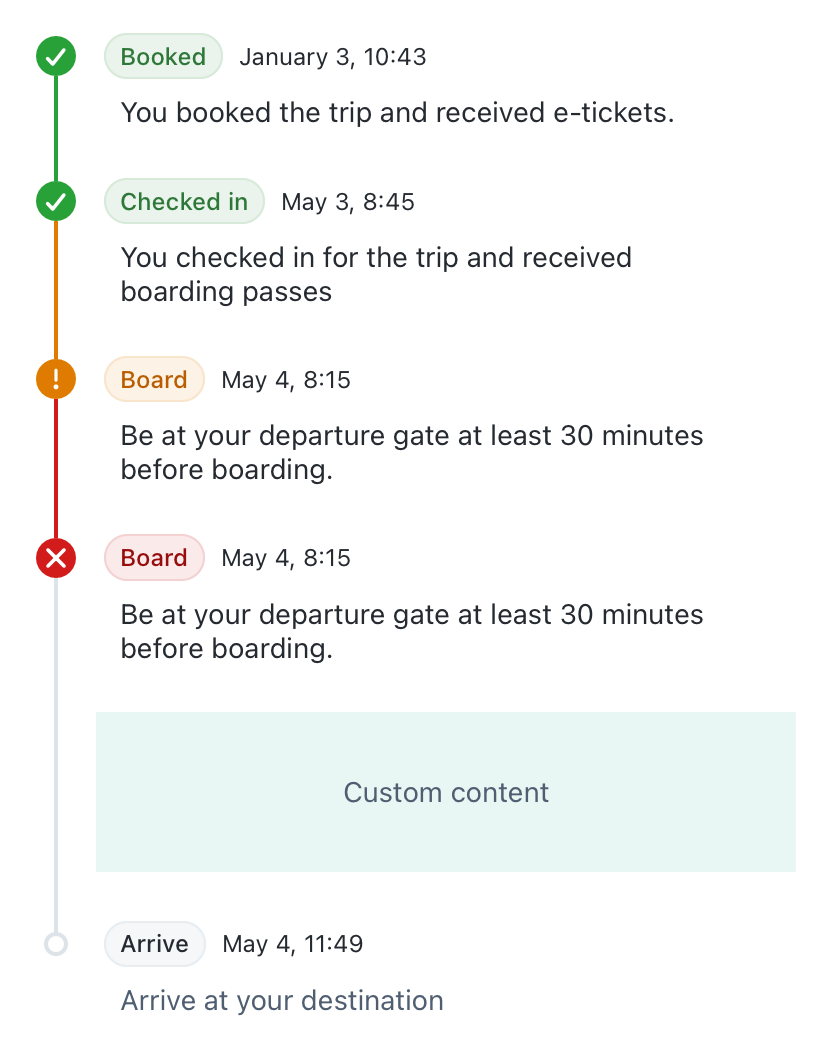 Booked January 3, 10:43
You booked the trip and received e-tickets.
Checked in May 3, 8:45
You checked in for the trip and received
boarding passes
Board May 4, 8:15
Be at your departure gate at least 30 minutes
before boarding.
Board May 4, 8:15
Be at your departure gate at least 30 minutes
before boarding.
Custom content
Arrive May 4, 11:49
Arrive at your destination